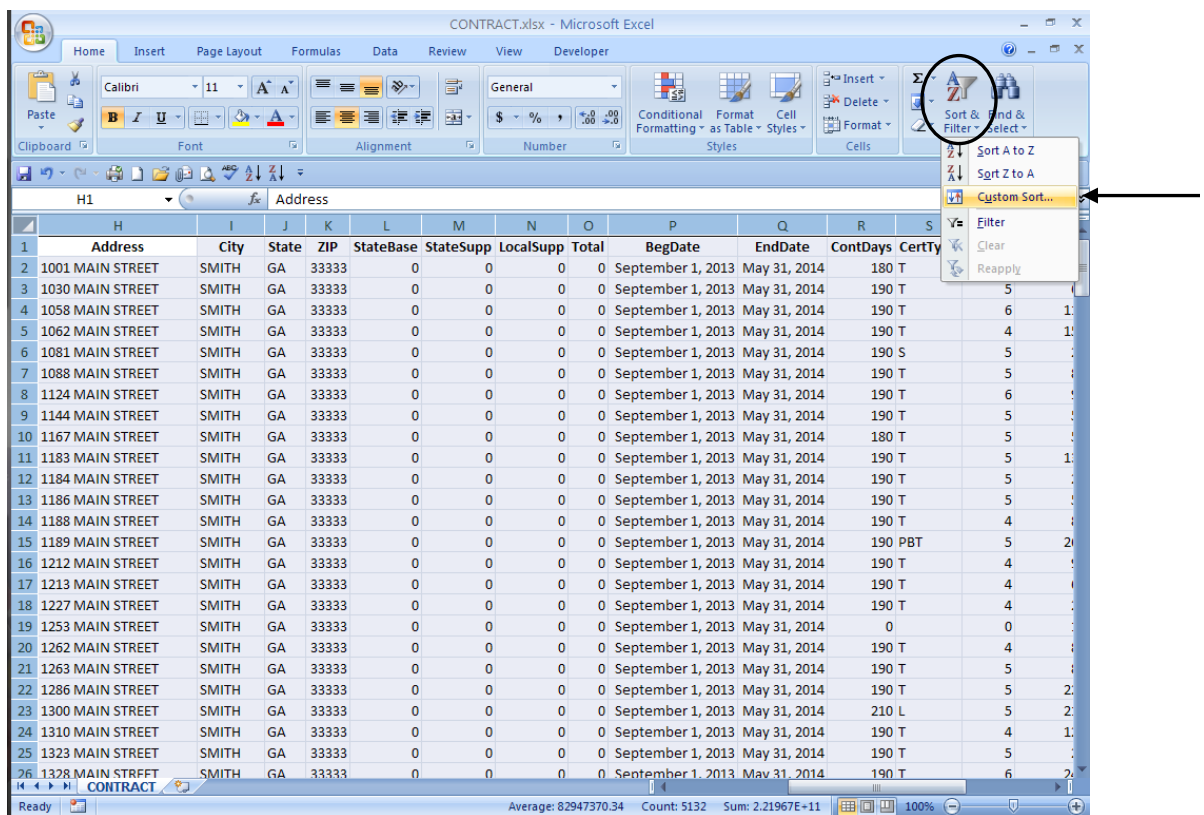 CONTRACT.xlsx - Microsoft Excel
Home Insert Page Layout Formulas Data Review View Developer
Paste
Calibri 11 A A
B I U A
General
$ % , .0 .00 .00 .0
Conditional Formatting
Format as Table
Cell Styles
Insert
Delete
Format
Σ
Sort & Filter
Find & Select
Clipboard Font Alignment Number Styles Cells
Sort A to Z
Sort Z to A
Custom Sort...
Filter
Clear
Reapply
ABC
H1 fx Address
H I J K L M N O P Q R S
1 Address City State ZIP StateBase StateSupp LocalSupp Total BegDate EndDate ContDays CertTy
2 1001 MAIN STREET SMITH GA 33333 0 0 0 0 September 1, 2013 May 31, 2014 180 T
3 1030 MAIN STREET SMITH GA 33333 0 0 0 0 September 1, 2013 May 31, 2014 190 T 5
4 1058 MAIN STREET SMITH GA 33333 0 0 0 0 September 1, 2013 May 31, 2014 190 T 6
5 1062 MAIN STREET SMITH GA 33333 0 0 0 0 September 1, 2013 May 31, 2014 190 T 4
6 1081 MAIN STREET SMITH GA 33333 0 0 0 0 September 1, 2013 May 31, 2014 190 S 5
7 1088 MAIN STREET SMITH GA 33333 0 0 0 0 September 1, 2013 May 31, 2014 190 T 5
8 1124 MAIN STREET SMITH GA 33333 0 0 0 0 September 1, 2013 May 31, 2014 190 T 6
9 1144 MAIN STREET SMITH GA 33333 0 0 0 0 September 1, 2013 May 31, 2014 190 T 5
10 1167 MAIN STREET SMITH GA 33333 0 0 0 0 September 1, 2013 May 31, 2014 180 T 5
11 1183 MAIN STREET SMITH GA 33333 0 0 0 0 September 1, 2013 May 31, 2014 190 T 5
12 1184 MAIN STREET SMITH GA 33333 0 0 0 0 September 1, 2013 May 31, 2014 190 T 5
13 1186 MAIN STREET SMITH GA 33333 0 0 0 0 September 1, 2013 May 31, 2014 190 T 5
14 1188 MAIN STREET SMITH GA 33333 0 0 0 0 September 1, 2013 May 31, 2014 190 T 4
15 1189 MAIN STREET SMITH GA 33333 0 0 0 0 September 1, 2013 May 31, 2014 190 PBT 5
16 1212 MAIN STREET SMITH GA 33333 0 0 0 0 September 1, 2013 May 31, 2014 190 T 4
17 1213 MAIN STREET SMITH GA 33333 0 0 0 0 September 1, 2013 May 31, 2014 190 T 4
18 1227 MAIN STREET SMITH GA 33333 0 0 0 0 September 1, 2013 May 31, 2014 190 T 4
19 1253 MAIN STREET SMITH GA 33333 0 0 0 0 September 1, 2013 May 31, 2014 0 0
20 1262 MAIN STREET SMITH GA 33333 0 0 0 0 September 1, 2013 May 31, 2014 190 T 4
21 1263 MAIN STREET SMITH GA 33333 0 0 0 0 September 1, 2013 May 31, 2014 190 T 5
22 1286 MAIN STREET SMITH GA 33333 0 0 0 0 September 1, 2013 May 31, 2014 190 T 5
23 1300 MAIN STREET SMITH GA 33333 0 0 0 0 September 1, 2013 May 31, 2014 210 L 5
24 1310 MAIN STREET SMITH GA 33333 0 0 0 0 September 1, 2013 May 31, 2014 190 T 4
25 1323 MAIN STREET SMITH GA 33333 0 0 0 0 September 1, 2013 May 31, 2014 190 T 5
26 1328 MAIN STREET SMITH GA 33333 0 0 0 0 September 1, 2013 May 31, 2014 190 T 6
CONTRACT
Ready Average: 82947370.34 Count: 5132 Sum: 2.21967E+11 100%